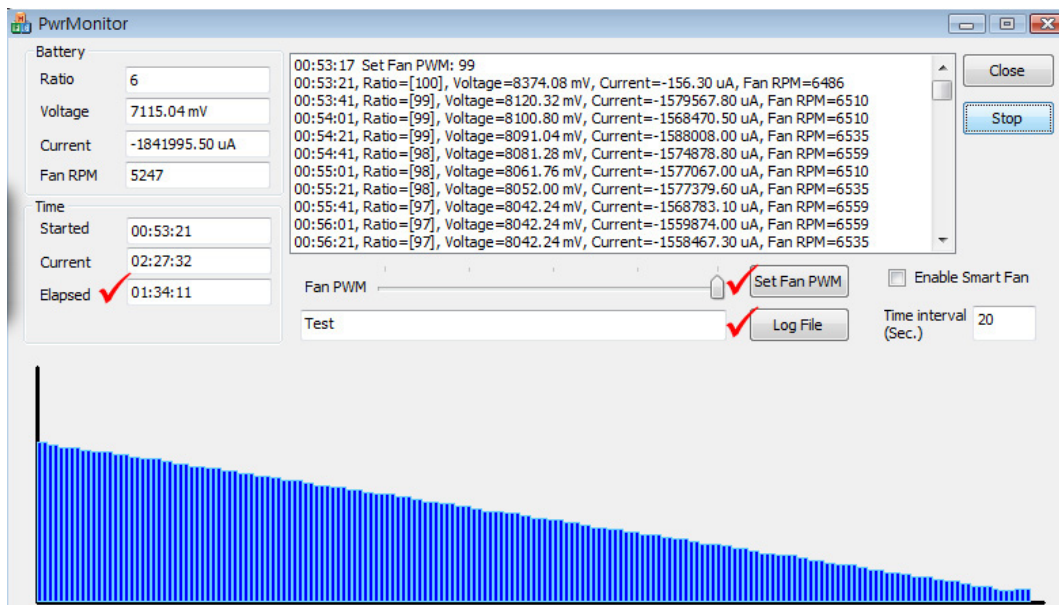 PwrMonitor
Battery
Ratio 6
Voltage 7115.04 mV
Current -1841995.50 uA
Fan RPM 5247
Time
Started 00:53:21
Current 02:27:32
Elapsed 01:34:11
00:53:17 Set Fan PWM: 99
00:53:21, Ratio=[100], Voltage=8374.08 mV, Current=-156.30 uA, Fan RPM=6486
00:53:41, Ratio=[99], Voltage=8120.32 mV, Current=-1579567.80 uA, Fan RPM=6510
00:54:01, Ratio=[99], Voltage=8100.80 mV, Current=-1568470.50 uA, Fan RPM=6510
00:54:21, Ratio=[99], Voltage=8091.04 mV, Current=-1588008.00 uA, Fan RPM=6535
00:54:41, Ratio=[98], Voltage=8081.28 mV, Current=-1574878.80 uA, Fan RPM=6559
00:55:01, Ratio=[98], Voltage=8061.76 mV, Current=-1577067.00 uA, Fan RPM=6510
00:55:21, Ratio=[98], Voltage=8052.00 mV, Current=-1577379.60 uA, Fan RPM=6535
00:55:41, Ratio=[97], Voltage=8042.24 mV, Current=-1568783.10 uA, Fan RPM=6559
00:56:01, Ratio=[97], Voltage=8042.24 mV, Current=-1559874.00 uA, Fan RPM=6559
00:56:21, Ratio=[97], Voltage=8042.24 mV, Current=-1558467.30 uA, Fan RPM=6535
Close
Stop
Fan PWM
Set Fan PWM
Enable Smart Fan
Test
Log File
Time interval 20
(Sec.)